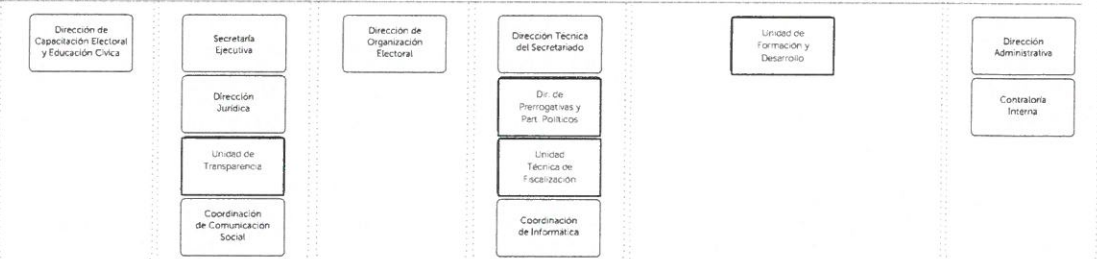 Dirección de
Capacitación Electoral
y Educación Cívica
Secretaría
Ejecutiva
Dirección
Jurídica
Unidad de
Transparencia
Coordinación
de Comunicación
Social
Dirección de
Organización
Electoral
Dirección Técnica
del Secretariado
Dir. de
Prerrogativas y
Part. Políticos
Unidad
Técnica de
Fiscalización
Coordinación
de Informática
Unidad de
Formación y
Desarrollo
Dirección
Administrativa
Contraloría
Interna